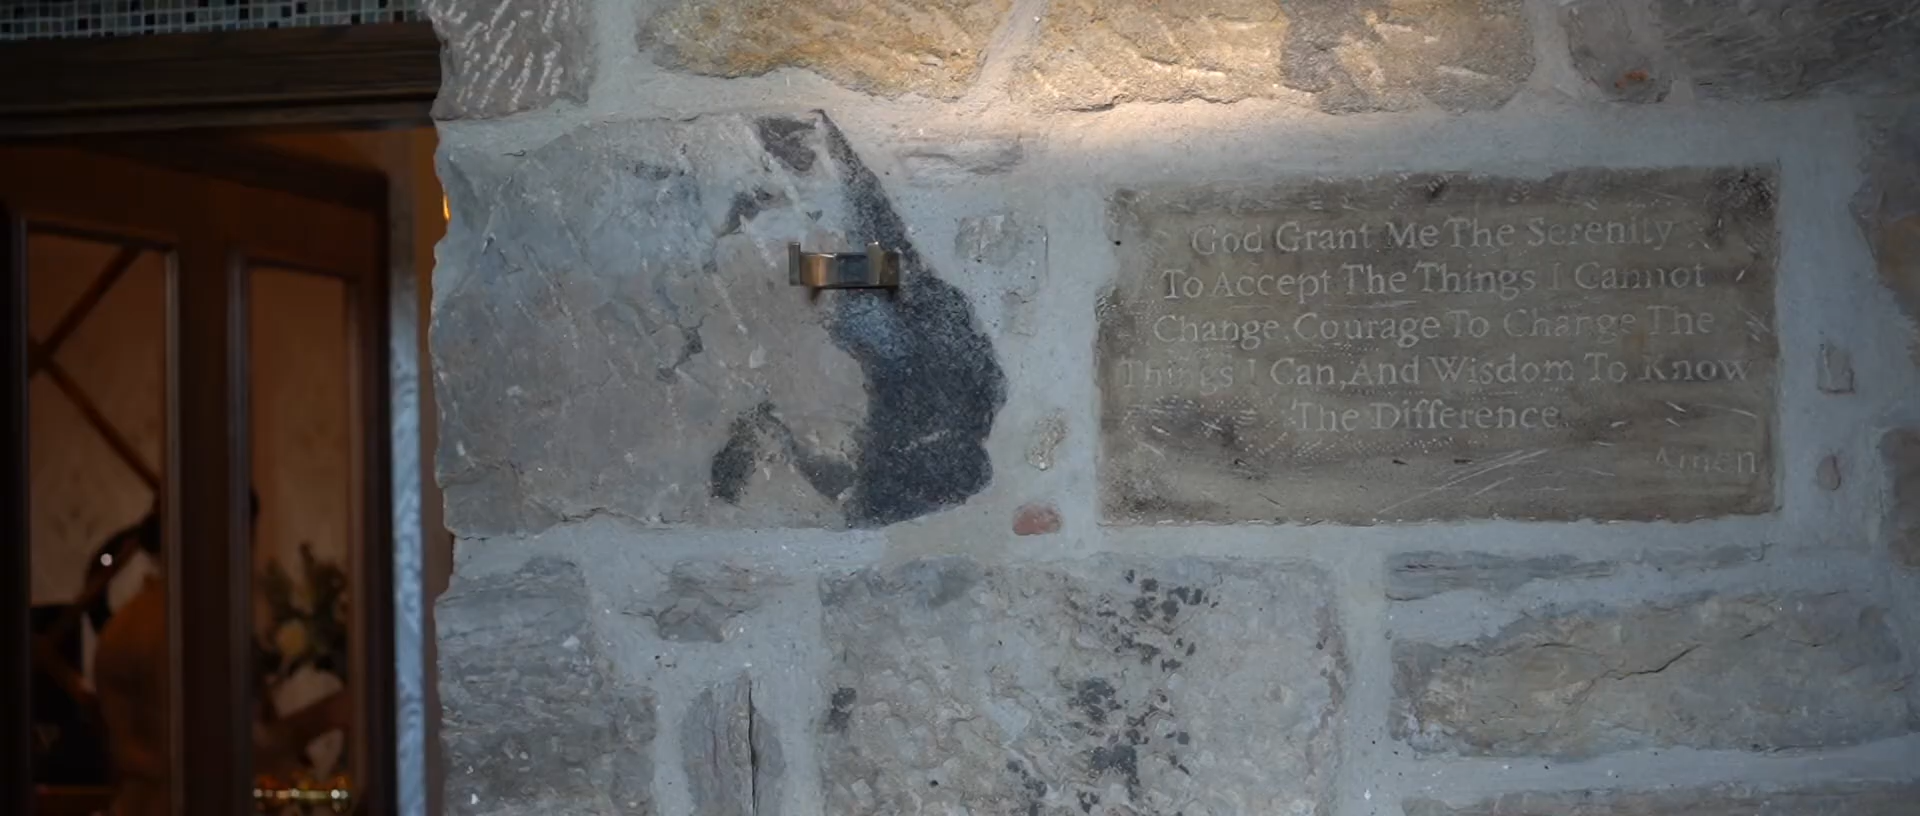 God Grant Me The Serenity
To Accept The Things I Cannot
Change, Courage To Change The
Things I Can, And Wisdom To Know
The Difference.
Amen